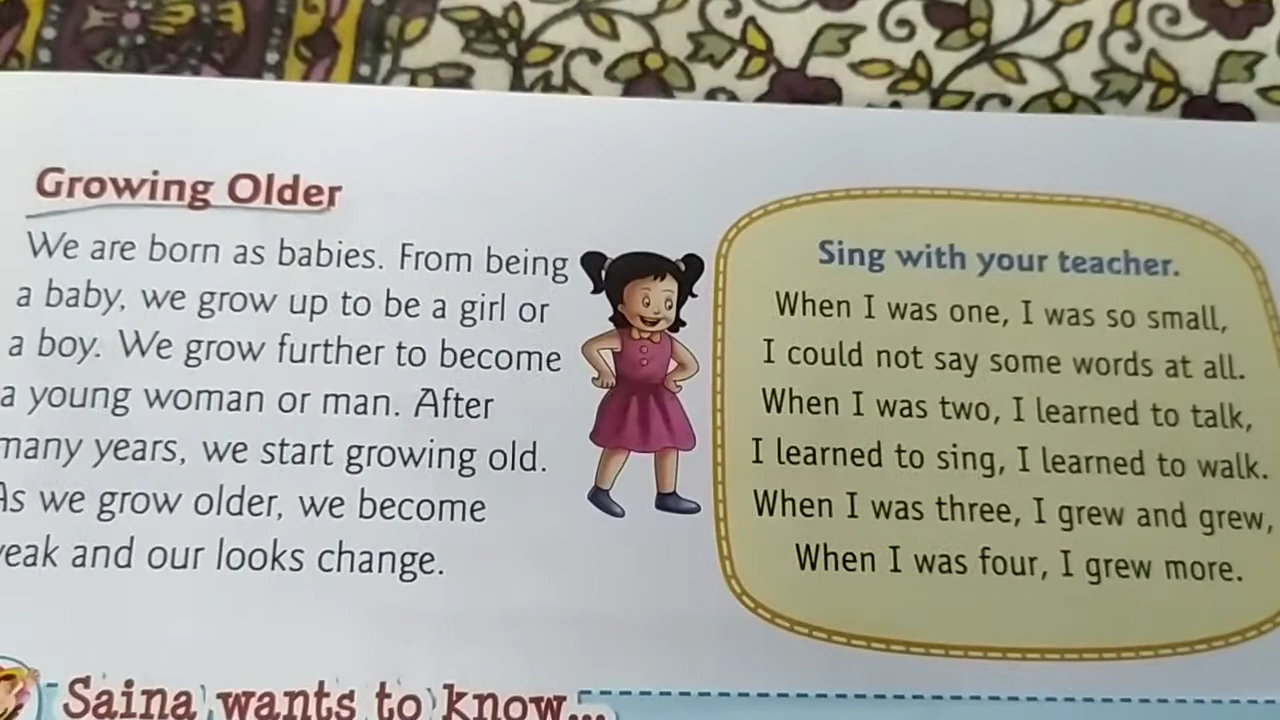 Growing Older
We are born as babies. From being
a baby, we grow up to be a girl or
a boy. We grow further to become
a young woman or man. After
many years, we start growing old.
As we grow older, we become
weak and our looks change.
Sing with your teacher.
When I was one, I was so small,
I could not say some words at all.
When I was two, I learned to talk,
I learned to sing, I learned to walk.
When I was three, I grew and grew,
When I was four, I grew more.
Saina wants to know...